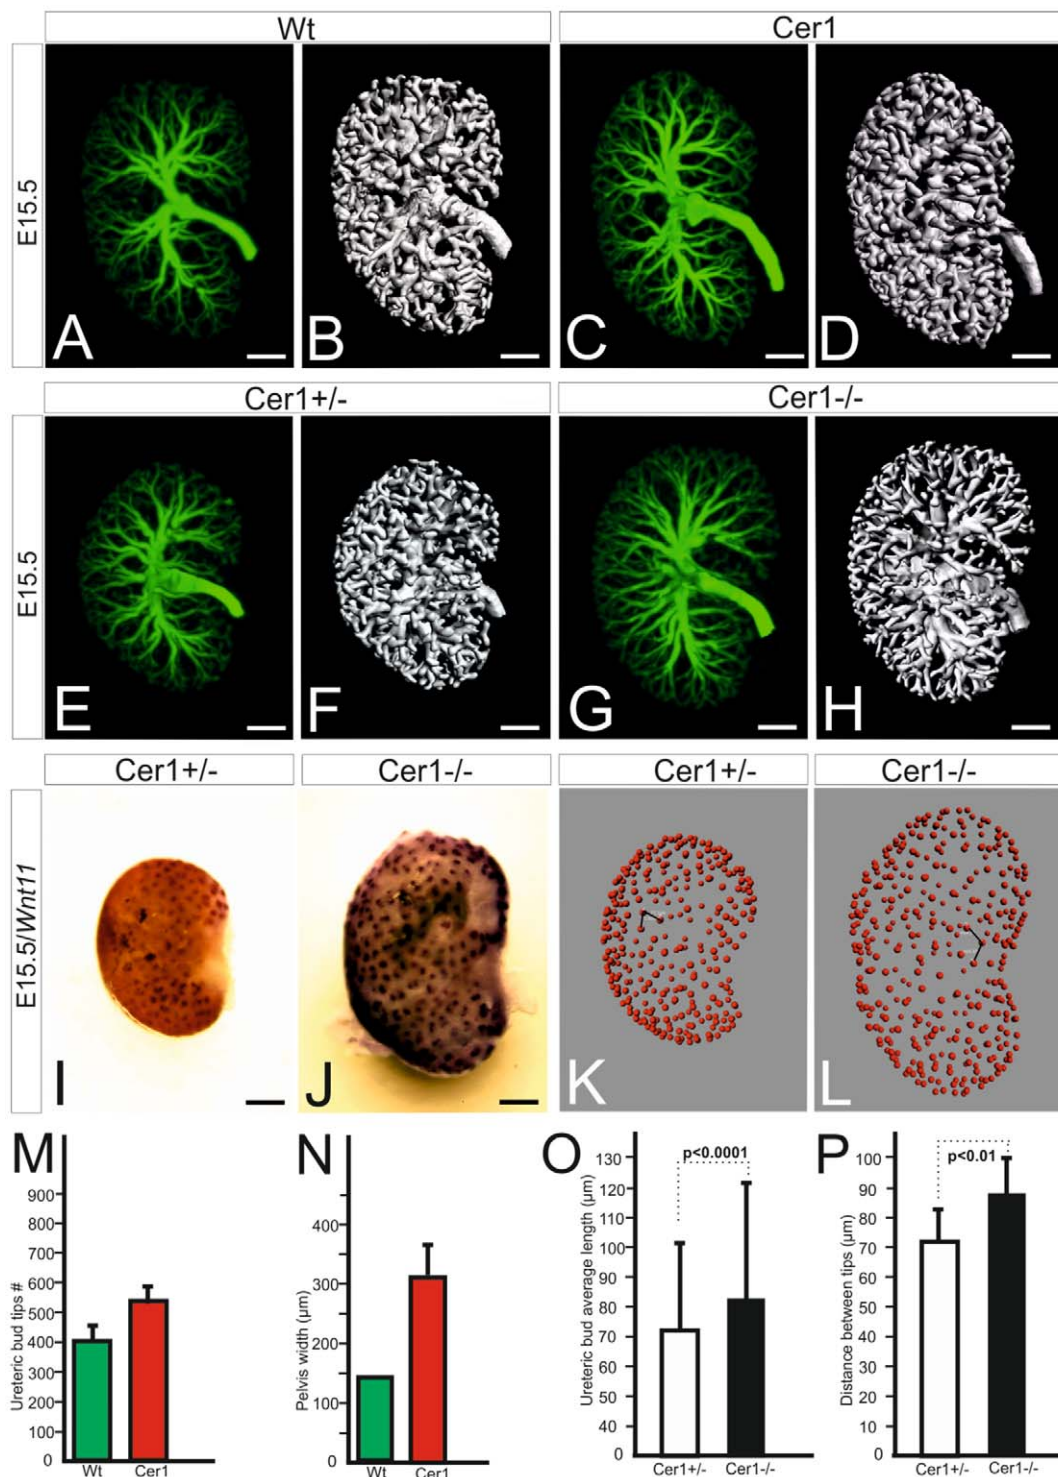 Wt Cer1
E15.5
A B C D
Cer1+/- Cer1-/-
E15.5
E F G H
Cer1+/- Cer1-/- Cer1+/- Cer1-/-
E15.5/Wnt11
I J K L
M
Ureteric bud tips #
900
800
700
600
500
400
300
200
100
0
Wt Cer1
N
Pelvis width (µm)
400
300
200
100
0
Wt Cer1
O
Ureteric bud average length (µm)
p<0.0001
130
120
110
100
90
80
70
60
50
40
Cer1+/- Cer1-/-
P
Distance between tips (µm)
p<0.01
100
90
80
70
60
50
40
30
20
10
0
Cer1+/- Cer1-/-